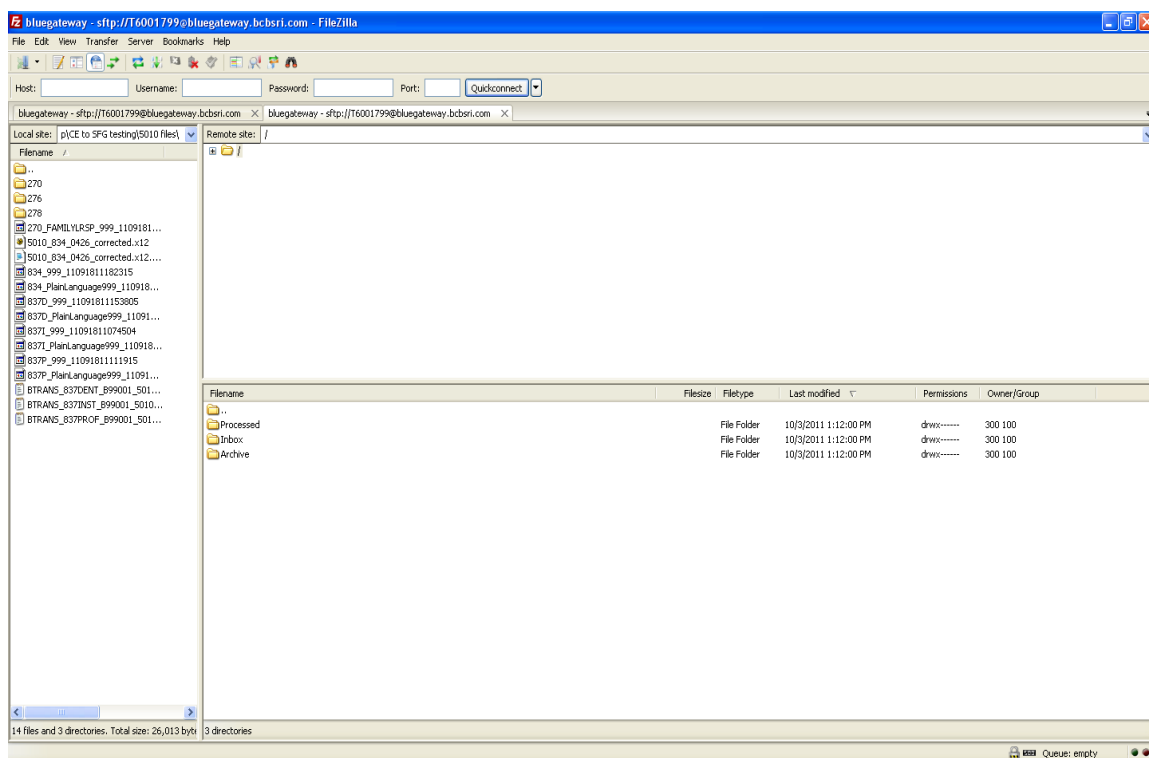 bluegateway - sftp://T6001799@bluegateway.bcbsri.com - FileZilla
File Edit View Transfer Server Bookmarks Help
Host: Username: Password: Port: Quickconnect
bluegateway - sftp://T6001799@bluegateway.bcbsri.com bluegateway - sftp://T6001799@bluegateway.bcbsri.com
Local site: p\CE to SFG testing\5010 files\
Filename
..
270
276
278
270_FAMILYLRSP_999_1109181...
5010_834_0426_corrected.x12
5010_834_0426_corrected.x12....
834_999_11091811182315
834_PlainLanguage999_110918...
837D_999_11091811153805
837D_PlainLanguage999_11091...
837I_999_11091811074504
837I_PlainLanguage999_110918...
837P_999_11091811111915
837P_PlainLanguage999_11091...
BTRANS_837DENT_B99001_501...
BTRANS_837INST_B99001_5010...
BTRANS_837PROF_B99001_501...
14 files and 3 directories. Total size: 26,013 byte
Remote site: /
/
Filename Filesize Filetype Last modified Permissions Owner/Group
..
Processed File Folder 10/3/2011 1:12:00 PM drwx------ 300 100
Inbox File Folder 10/3/2011 1:12:00 PM drwx------ 300 100
Archive File Folder 10/3/2011 1:12:00 PM drwx------ 300 100
3 directories
Queue: empty